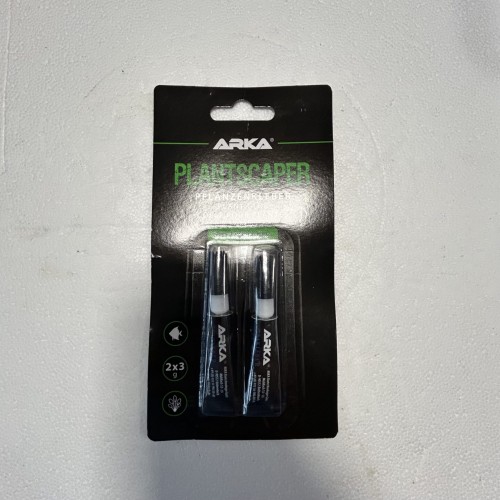 ARKA®
PLANTSCAPER
PFLANZENKLEBER
2x3
g
ARKA
ARKA